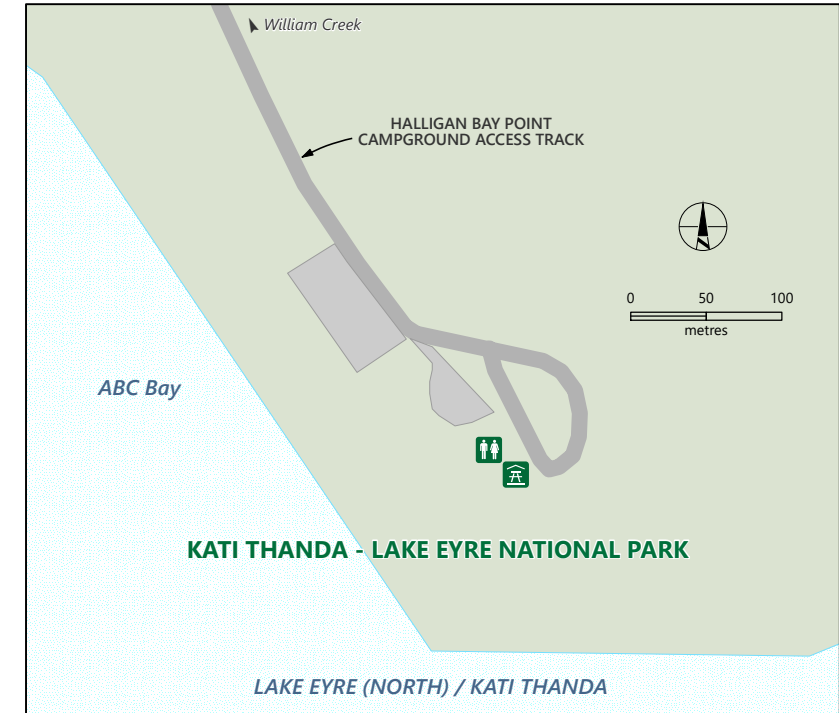 William Creek
HALLIGAN BAY POINT
CAMPGROUND ACCESS TRACK
0 50 100
metres
ABC Bay
KATI THANDA - LAKE EYRE NATIONAL PARK
LAKE EYRE (NORTH) / KATI THANDA